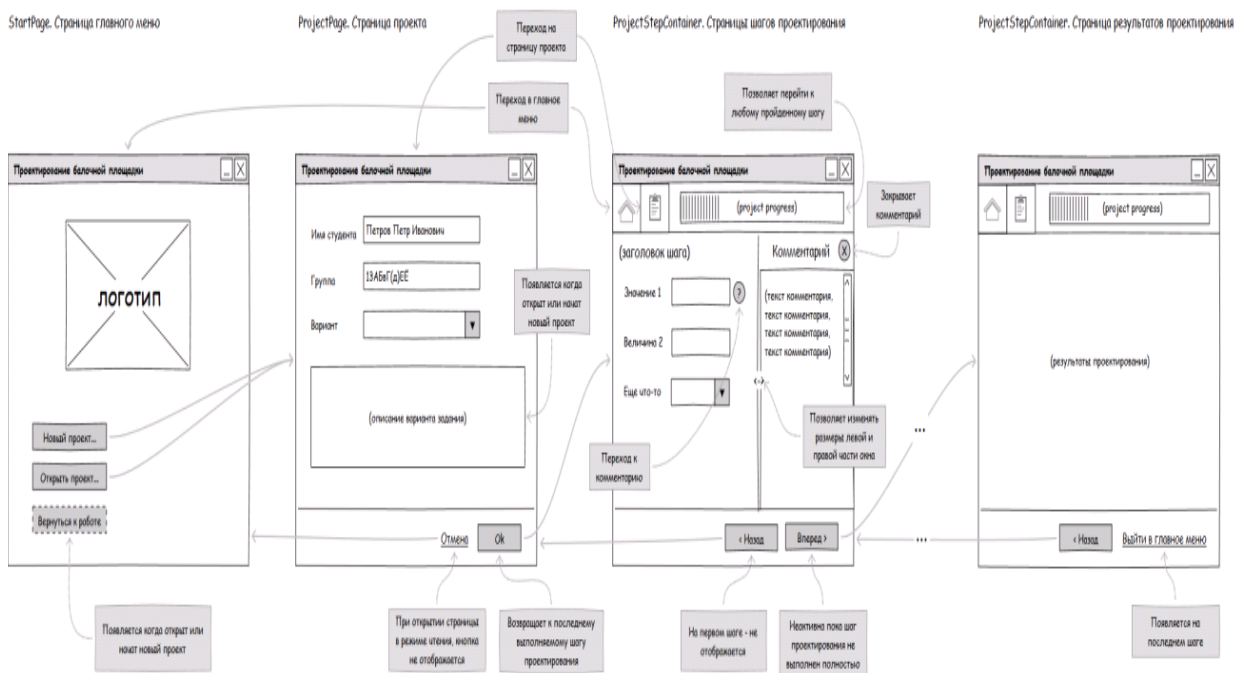 StartPage. Страница главного меню
ProjectPage. Страница проекта
ProjectStepContainer. Страницы шагов проектирования
ProjectStepContainer. Страница результатов проектирования
Переход на
страницу проекта
Переход в главное
меню
Позволяет перейти к
любому пройденному шагу
Проектирование балочной площадки
ЛОГОТИП
Новый проект...
Открыть проект...
Вернуться к работе
Появляется когда открыт или
начат новый проект
Проектирование балочной площадки
Имя студента
Петров Петр Иванович
Группа
13АБвГ(д)ЕЁ
Вариант
(описание варианта задания)
Отмена
Ok
Появляется когда
открыт или начат
новый проект
При открытии страницы
в режиме чтения, кнопка
не отображается
Возвращает к последнему
выполняемому шагу
проектирования
Проектирование балочной площадки
(project progress)
Закрывает
комментарий
(заголовок шага)
Комментарий
X
Значение 1
?
Величина 2
Еще что-то
(текст комментария,
текст комментария,
текст комментария,
текст комментария)
Переход к
комментарию
Позволяет изменять
размеры левой и
правой части окна
< Назад
Вперед >
На первом шаге - не
отображается
Неактивна пока шаг
проектирования не
выполнен полностью
...
...
Проектирование балочной площадки
(project progress)
(результаты проектирования)
< Назад
Выйти в главное меню
Появляется на
последнем шаге